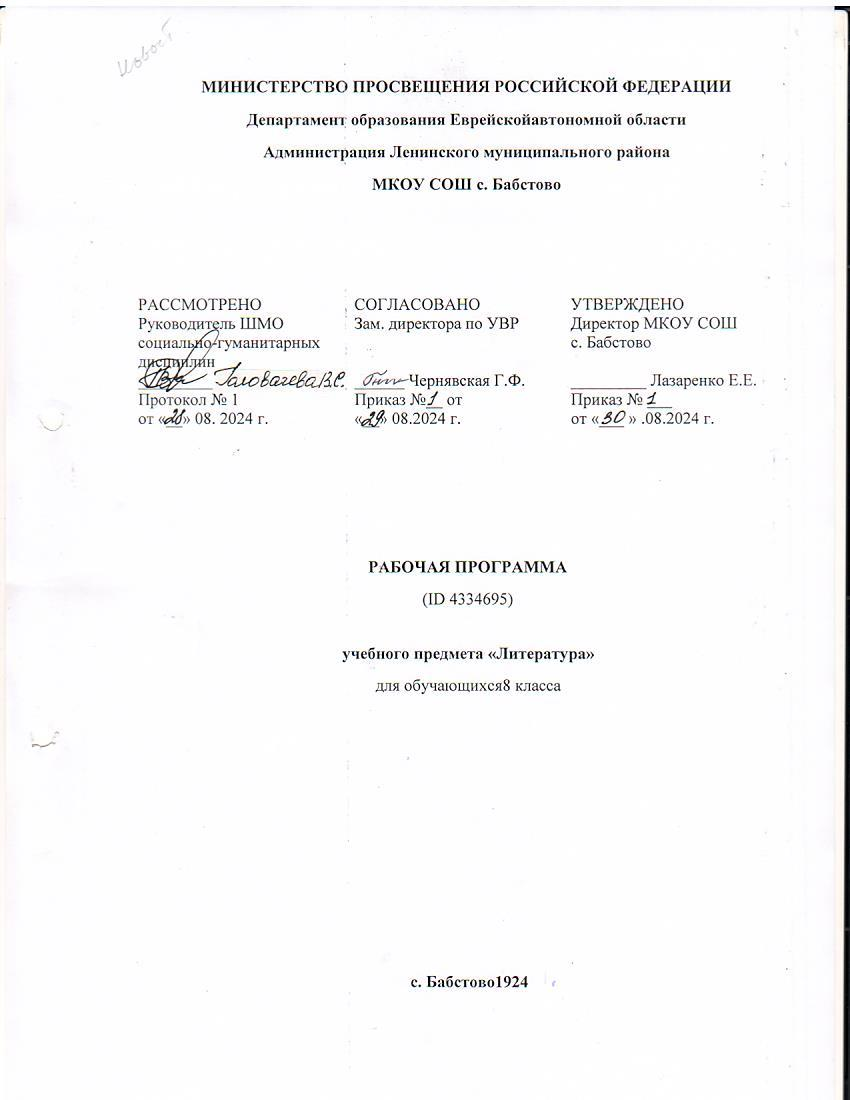 МИНИСТЕРСТВО ПРОСВЕЩЕНИЯ РОССИЙСКОЙ ФЕДЕРАЦИИ
Департамент образования Еврейскойавтономной области
Администрация Ленинского муниципального района
МКОУ СОШ с. Бабстово
РАССМОТРЕНО
Руководитель ШМО
социально-гуманитарных
дисциплин
Головачева В.С.
Протокол № 1
от «28» 08. 2024 г.
СОГЛАСОВАНО
Зам. директора по УВР
Чернявская Г.Ф.
Приказ №1 от
«29» 08.2024 г.
УТВЕРЖДЕНО
Директор МКОУ СОШ
с. Бабстово
Лазаренко Е.Е.
Приказ № 1
от «30» .08.2024 г.
РАБОЧАЯ ПРОГРАММА
(ID 4334695)
учебного предмета «Литература»
для обучающихся8 класса
с. Бабстово1924